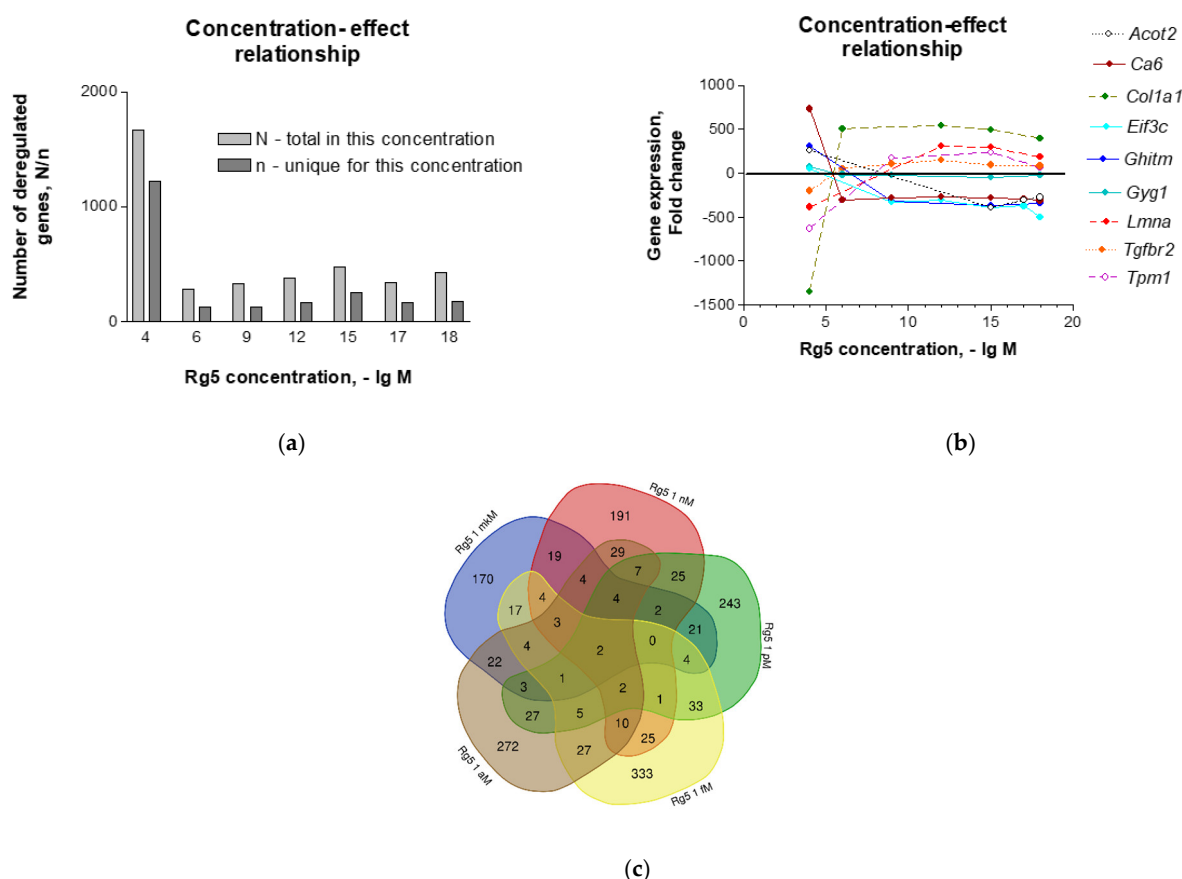 Concentration-effect
relationship
2000
1000
0
Number of deregulated
genes, N/n
N - total in this concentration
n - unique for this concentration
4 6 9 12 15 17 18
Rg5 concentration, - lg M
(a)
Concentration-effect
relationship
1000
500
0
-500
-1000
-1500
Gene expression,
Fold change
0 5 10 15 20
Rg5 concentration, - lg M
Acot2
Ca6
Col1a1
Eif3c
Ghitm
Gyg1
Lmna
Tgfbr2
Tpm1
(b)
Rg5 1 nM
Rg5 1 mkM
191
19 29
170 4 7 25
243
4
17 4 2
21
3
4 2 0
4
22
1
3 2 1
33
27 5
10
25
272 27
333
Rg5 1 pM
Rg5 1 aM
Rg5 1 fM
(c)